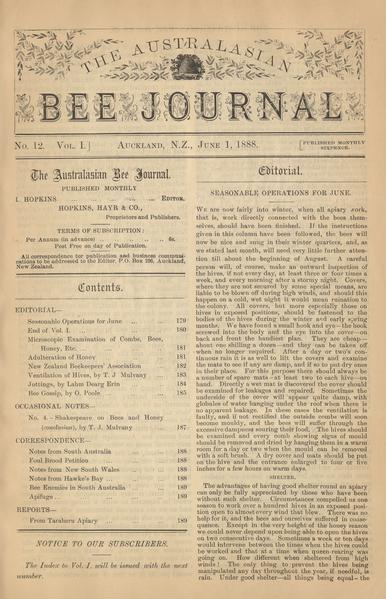 THE AUSTRALASIAN
BEE JOURNAL
No. 12. VOL. I.] AUCKLAND, N.Z., JUNE 1, 1888. [PUBLISHED MONTHLY
SIXPENCE.
The Australasian Bee Journal.
PUBLISHED MONTHLY
I. HOPKINS ... ... EDITOR.
HOPKINS, HAYR & CO.,
Proprietors and Publishers.
TERMS OF SUBSCRIPTION:
Per Annum (in advance) ... ... 6s.
Post Free on day of Publication.
All correspondence for publication and business communi-
cations to be addressed to the Editor, P.O. Box 296, Auckland,
New Zealand.
Contents.
EDITORIAL—
Seasonable Operations for June ... 179
End of Vol. I. ... 180
Microscopic Examination of Combs, Bees,
Honey, Etc. ... 181
Adulteration of Honey ... 181
New Zealand Beekeepers' Association ... 182
Ventilation of Hives, by T. J. Mulvany ... 183
Jottings, by Lahm Dearg Erin ... 184
Bee Gossip, by O. Poole ... 185
OCCASIONAL NOTES—
No. 4.—Shakespeare on Bees and Honey
(conclusion), by T. J. Mulvany ... 187
CORRESPONDENCE—
Notes from South Australia ... 188
Foul Brood Petition ... 188
Notes from New South Wales ... 188
Notes from Hawke's Bay ... 188
Bee Enemies in South Australia ... 189
Apifuge ... 189
REPORTS—
From Tararu Apiary ... 189
NOTICE TO OUR SUBSCRIBERS.
The Index to Vol. I. will be issued with the next
number.
Editorial.
SEASONABLE OPERATIONS FOR JUNE.
WE are now fairly into winter, when all apiary work,
that is, work directly connected with the bees them-
selves, should have been finished. If the instructions
given in this column have been followed, the bees will
now be nice and snug in their winter quarters, and, as
we stated last month, will need very little further atten-
tion till about the beginning of August. A careful
person will, of course, make an outward inspection of
the hives, if not every day, at least three or four times a
week, and every morning after a stormy night. Covers,
where they are not secured by some special means, are
liable to be blown off during high winds, and should this
happen on a cold, wet night it would mean ruination to
the colony. All covers, but more especially those on
hives in exposed positions, should be fastened to the
bodies of the hives during the winter and early spring
months. We have found a small hook and eye—the hook
screwed into the body and the eye into the cover—on
back and front the handiest plan. They are cheap—
about one shilling a dozen—and they can be taken off
when no longer required. After a day or two's con-
tinuous rain it is as well to lift the covers and examine
the mats to see if any are damp, and if so to put dry ones
in their place. For this purpose there should always be
a number of spare mats—at least two to each hive—on
hand. Directly a wet mat is discovered the cover should
be examined for leakages and repaired. Sometimes the
underside of the cover will appear quite damp, with
globules of water hanging under the roof when there is
no apparent leakage. In these cases the ventilation is
faulty, and if not rectified the outside combs will soon
become mouldy, and the bees will suffer through the
excessive dampness souring their food. The hives should
be examined and every comb showing signs of mould
should be removed and dried by hanging them in a warm
room for a day or two when the mould can be removed
with a soft brush. A dry cover and mats should be put
on the hive and the entrance enlarged to four or five
inches for a few hours on warm days.
SHELTER.
The advantages of having good shelter round an apiary
can only be fully appreciated by those who have been
without such shelter. Circumstances compelled us one
season to work over a hundred hives in an exposed posi-
tion open to almost every wind that blew. There was no
help for it, and the bees and ourselves suffered in conse-
quence. Except in the very height of the honey season
we could never depend upon being able to open the hives
on two consecutive days. Sometimes a week or ten days
would intervene between the times when the hives could
be worked and that at a time when queen-rearing was
going on. How different when sheltered from high
winds! The only thing to prevent the hives being
manipulated any day throughout the year, if needful, is
rain. Under good shelter—all things being equal—the